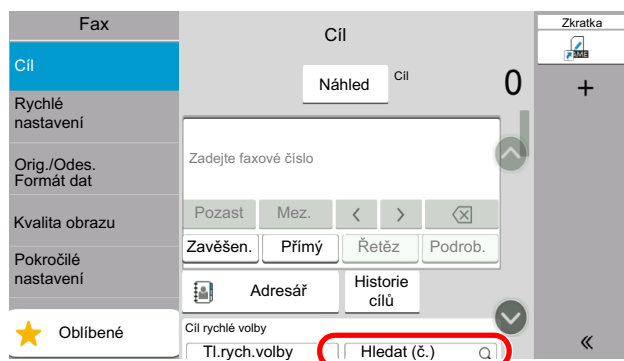 Fax
Cíl
Rychlé
nastavení
Orig./Odes.
Formát dat
Kvalita obrazu
Pokročilé
nastavení
Oblíbené
Cíl
Náhled
Cíl
0
Zadejte faxové číslo
Pozast
Mez.
Zavěšen.
Přímý
Řetěz
Podrob.
Adresář
Historie
cílů
Cíl rychlé volby
Tl.rych.volby
Hledat (č.)
Zkratka
+
«